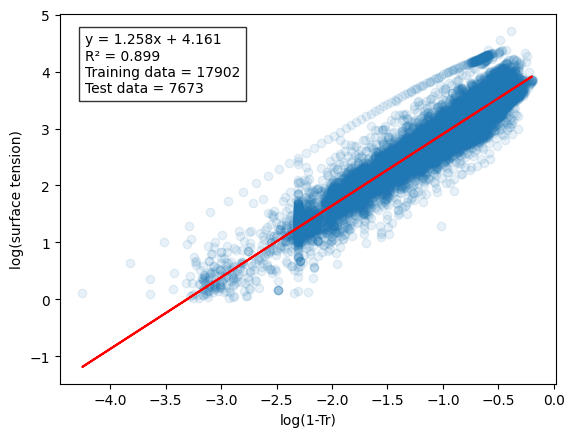 y = 1.258x + 4.161
R² = 0.899
Training data = 17902
Test data = 7673
log(surface tension)
5
4
3
2
1
0
−1
−4.0 −3.5 −3.0 −2.5 −2.0 −1.5 −1.0 −0.5 0.0
log(1-Tr)